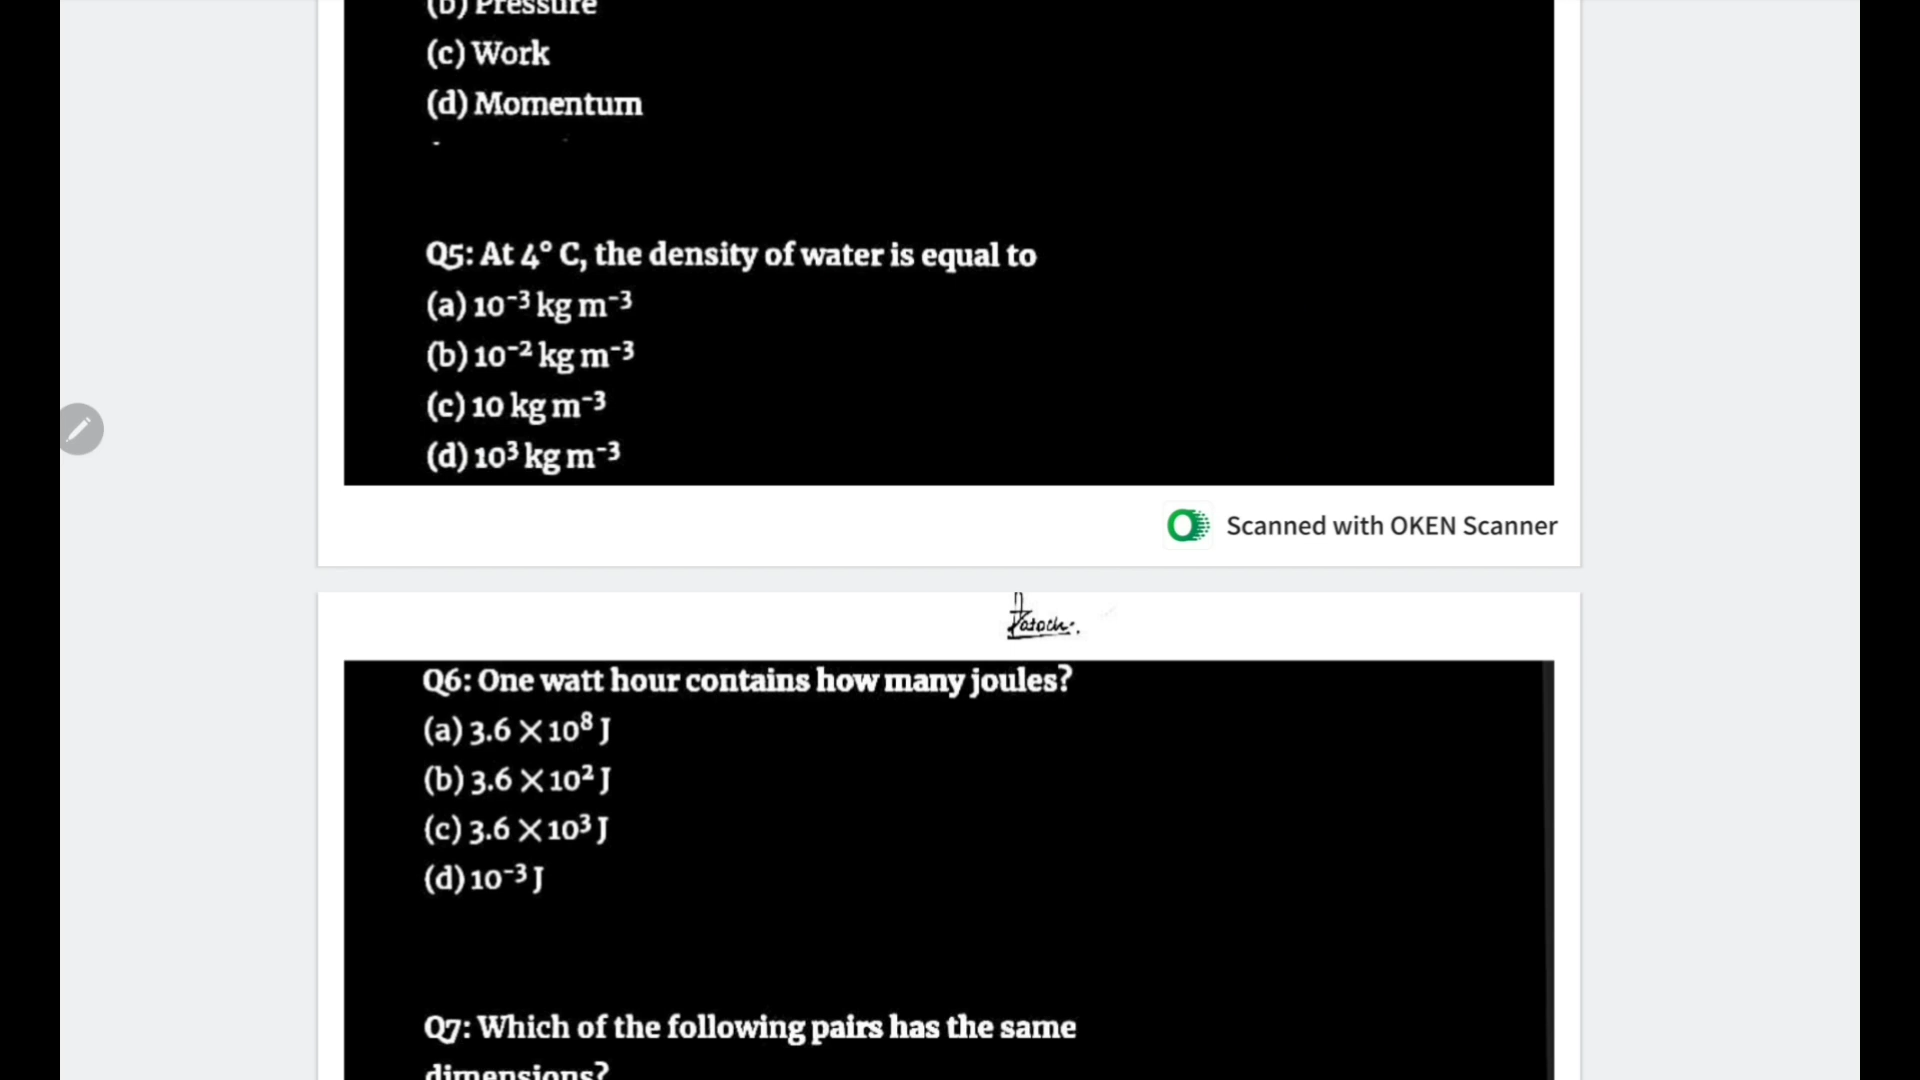 (b) Pressure
(c) Work
(d) Momentum
Q5: At 4° C, the density of water is equal to
(a) 10⁻³ kg m⁻³
(b) 10⁻² kg m⁻³
(c) 10 kg m⁻³
(d) 10³ kg m⁻³
Scanned with OKEN Scanner
Q6: One watt hour contains how many joules?
(a) 3.6 × 10⁸ J
(b) 3.6 × 10² J
(c) 3.6 × 10³ J
(d) 10⁻³ J
Q7: Which of the following pairs has the same
dimensions?